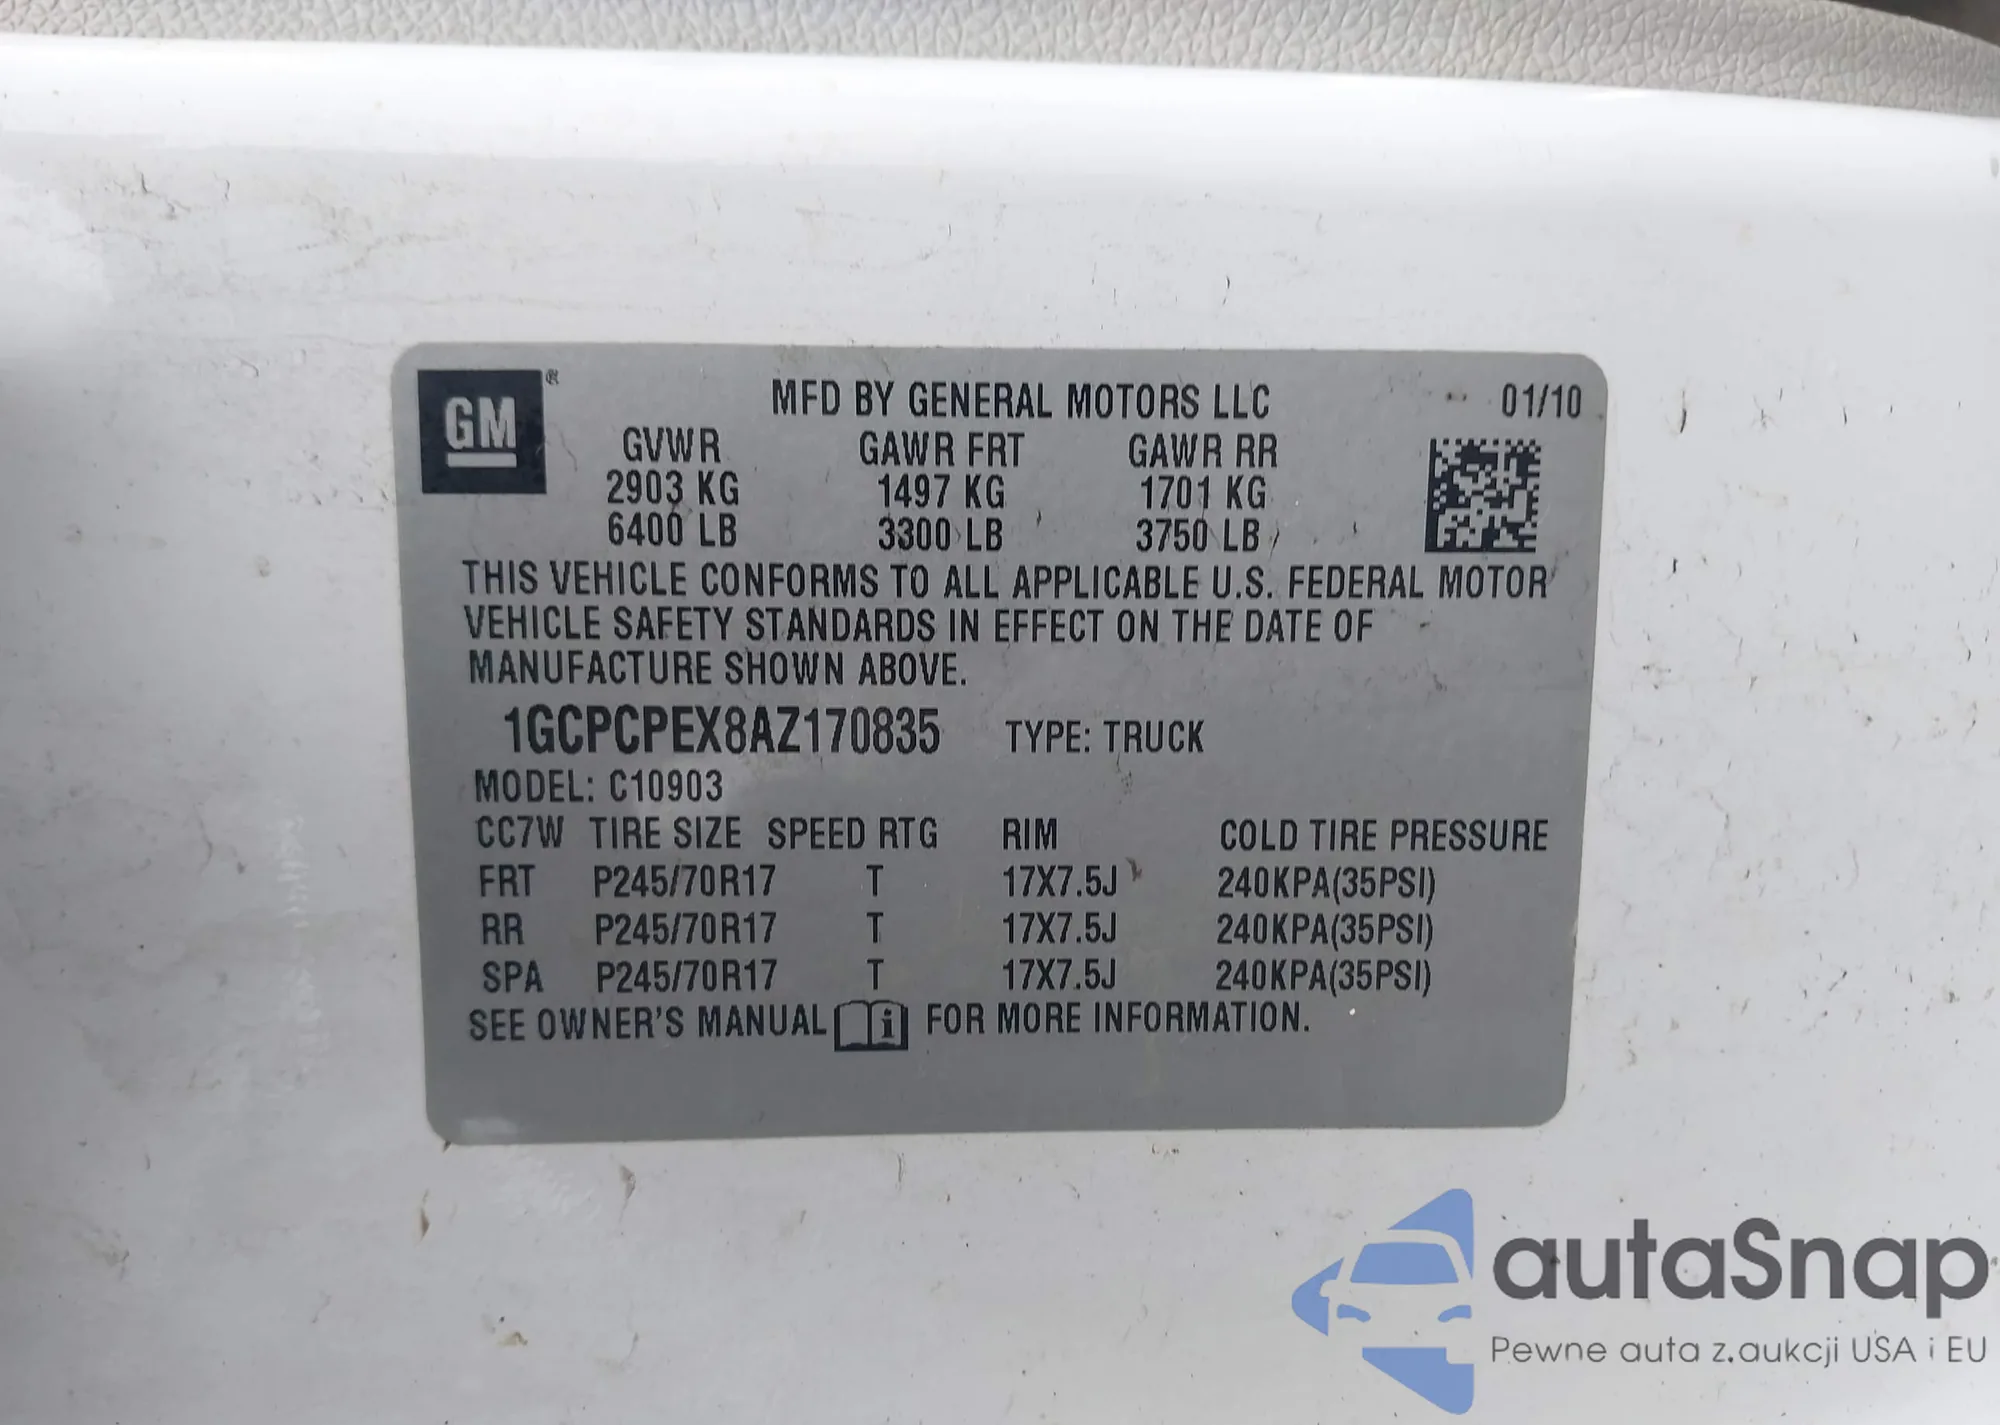 GM®
MFD BY GENERAL MOTORS LLC 01/10
GVWR GAWR FRT GAWR RR
2903 KG 1497 KG 1701 KG
6400 LB 3300 LB 3750 LB
THIS VEHICLE CONFORMS TO ALL APPLICABLE U.S. FEDERAL MOTOR
VEHICLE SAFETY STANDARDS IN EFFECT ON THE DATE OF
MANUFACTURE SHOWN ABOVE.
1GCPCPEX8AZ170835 TYPE: TRUCK
MODEL: C10903
CC7W TIRE SIZE SPEED RTG RIM COLD TIRE PRESSURE
FRT P245/70R17 T 17X7.5J 240KPA(35PSI)
RR P245/70R17 T 17X7.5J 240KPA(35PSI)
SPA P245/70R17 T 17X7.5J 240KPA(35PSI)
SEE OWNER'S MANUAL i FOR MORE INFORMATION.
autaSnap
Pewne auta z aukcji USA i EU